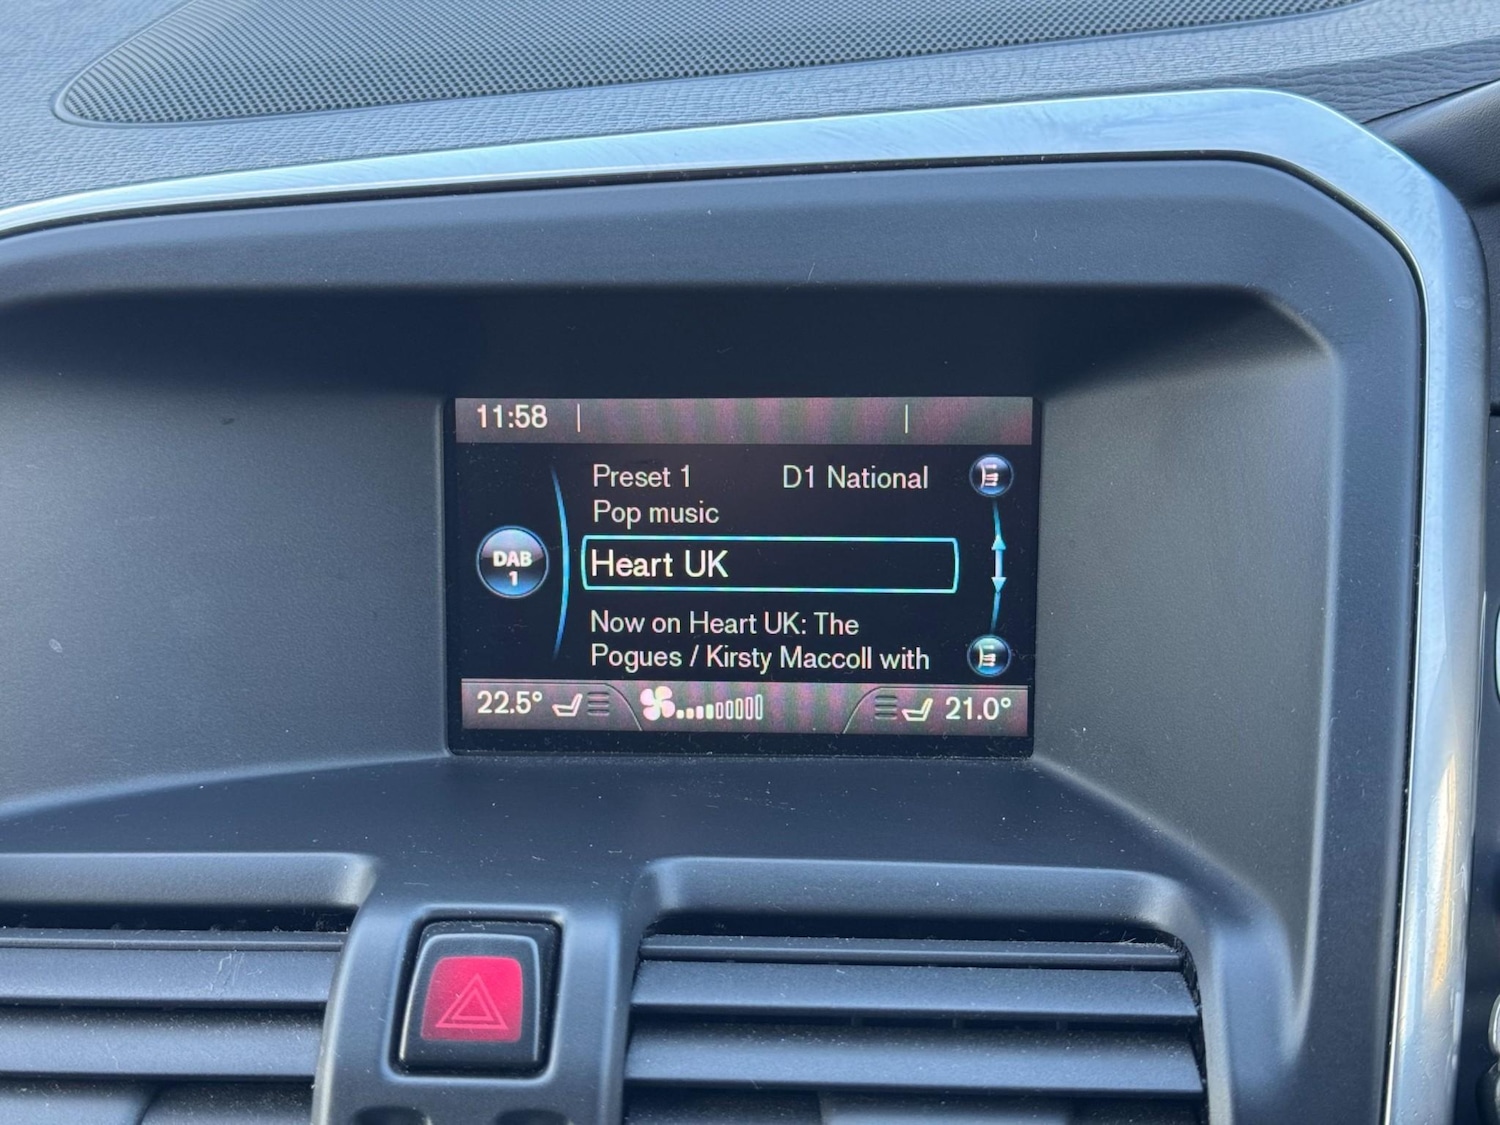 11:58
Preset 1 D1 National
Pop music
DAB
1
Heart UK
Now on Heart UK: The
Pogues / Kirsty Maccoll with
22.5° 21.0°